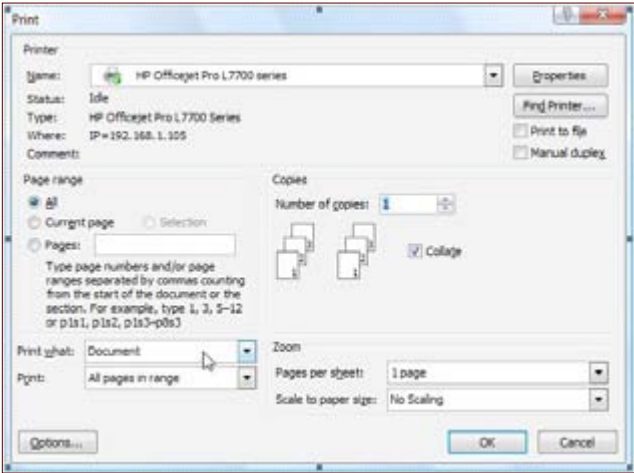 Print
Printer
Name: HP Officejet Pro L7700 series
Properties
Status: Idle
Type: HP Officejet Pro L7700 Series
Find Printer...
Where: IP=192.168.1.105
Print to file
Comment:
Manual duplex
Page range
All
Current page Selection
Pages:
Type page numbers and/or page
ranges separated by commas counting
from the start of the document or the
section. For example, type 1, 3, 5–12
or p1s1, p1s2, p1s3–p8s3
Copies
Number of copies: 1
Collate
Print what: Document
Print: All pages in range
Zoom
Pages per sheet: 1 page
Scale to paper size: No Scaling
Options...
OK Cancel